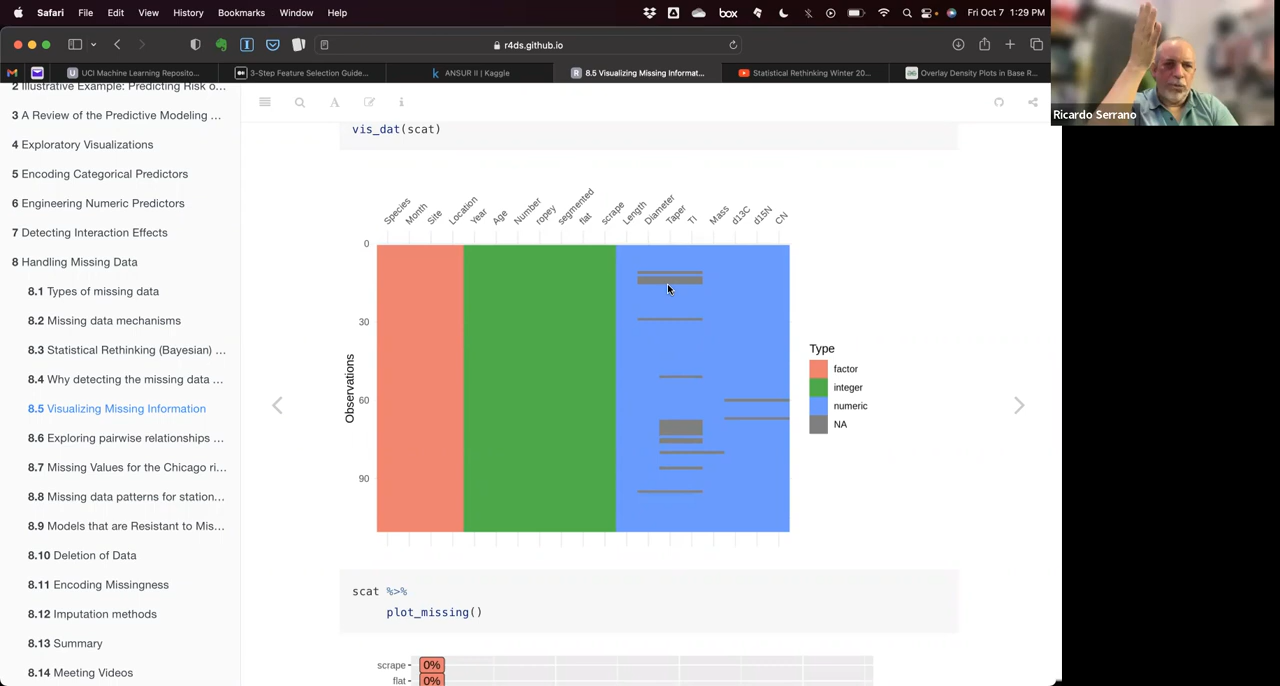 Safari File Edit View History Bookmarks Window Help box Fri Oct 7 1:29 PM
r4ds.github.io
UCI Machine Learning Reposito... 3-Step Feature Selection Guide... ANSUR II | Kaggle 8.5 Visualizing Missing Informat... Statistical Rethinking Winter 20... Overlay Density Plots in Base R...
Ricardo Serrano
2 Illustrative Example: Predicting Risk o...
3 A Review of the Predictive Modeling ...
4 Exploratory Visualizations
5 Encoding Categorical Predictors
6 Engineering Numeric Predictors
7 Detecting Interaction Effects
8 Handling Missing Data
8.1 Types of missing data
8.2 Missing data mechanisms
8.3 Statistical Rethinking (Bayesian) ...
8.4 Why detecting the missing data ...
8.5 Visualizing Missing Information
8.6 Exploring pairwise relationships ...
8.7 Missing Values for the Chicago ri...
8.8 Missing data patterns for station...
8.9 Models that are Resistant to Mis...
8.10 Deletion of Data
8.11 Encoding Missingness
8.12 Imputation methods
8.13 Summary
8.14 Meeting Videos
vis_dat(scat)
Species Month Site Location Year Age Number ropey segmented flat scrape Length Diameter Taper TI Mass d13C d15N CN
0
30
60
90
Observations
Type
factor
integer
numeric
NA
scat %>%
plot_missing()
scrape 0%
flat 0%